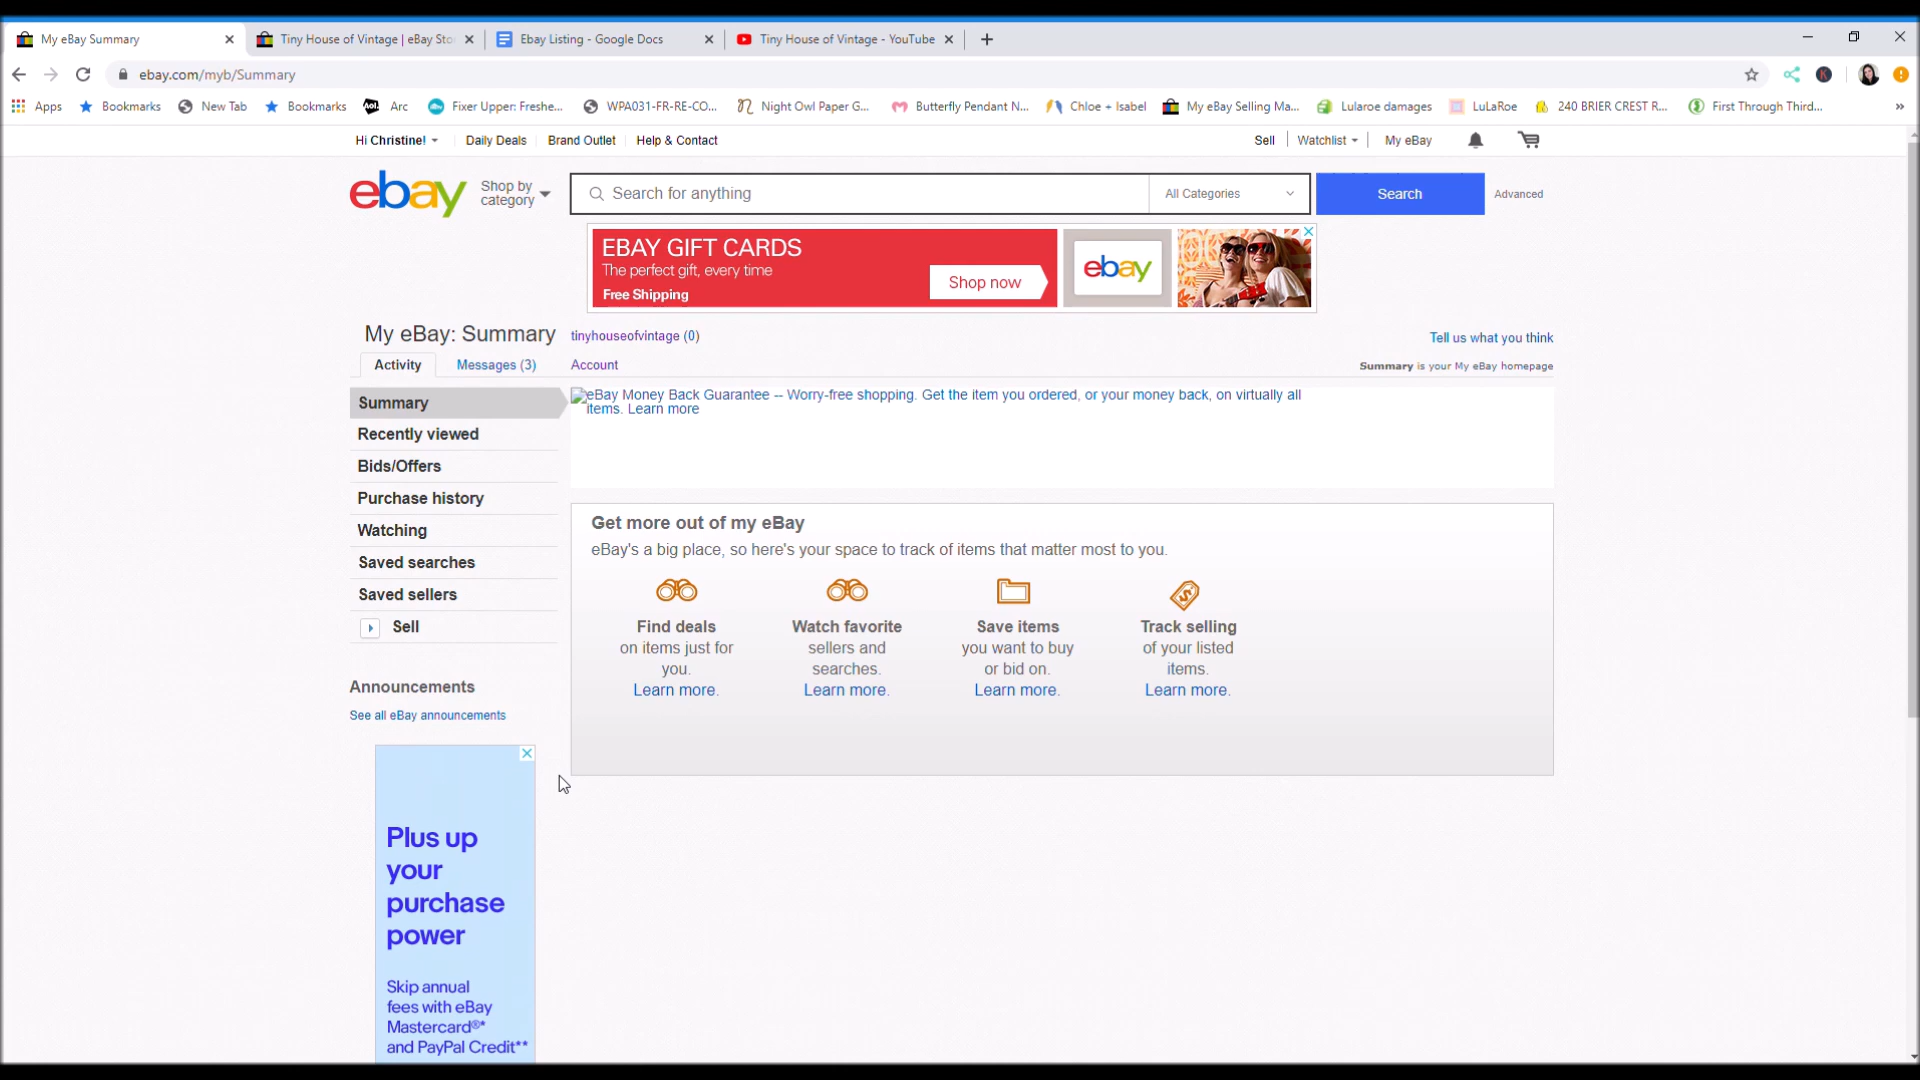 My eBay Summary
Tiny House of Vintage | eBay Sto
Ebay Listing - Google Docs
Tiny House of Vintage - YouTube
ebay.com/myb/Summary
Apps
Bookmarks
New Tab
Bookmarks
Aol.
Arc
Fixer Upper: Freshe...
WPA031-FR-RE-CO...
Night Owl Paper G...
Butterfly Pendant N...
Chloe + Isabel
My eBay Selling Ma...
Lularoe damages
LuLaRoe
240 BRIER CREST R...
First Through Third...
Hi Christine!
Daily Deals
Brand Outlet
Help & Contact
Sell
Watchlist
My eBay
ebay
Shop by
category
Search for anything
All Categories
Search
Advanced
EBAY GIFT CARDS
The perfect gift, every time
Free Shipping
Shop now
ebay
My eBay: Summary
tinyhouseofvintage (0)
Tell us what you think
Activity
Messages (3)
Account
Summary is your My eBay homepage
Summary
Recently viewed
Bids/Offers
Purchase history
Watching
Saved searches
Saved sellers
Sell
eBay Money Back Guarantee -- Worry-free shopping. Get the item you ordered, or your money back, on virtually all
items. Learn more
Get more out of my eBay
eBay's a big place, so here's your space to track of items that matter most to you.
Find deals
on items just for
you.
Learn more.
Watch favorite
sellers and
searches.
Learn more.
Save items
you want to buy
or bid on.
Learn more.
Track selling
of your listed
items.
Learn more.
Announcements
See all eBay announcements
Plus up
your
purchase
power
Skip annual
fees with eBay
Mastercard®*
and PayPal Credit**